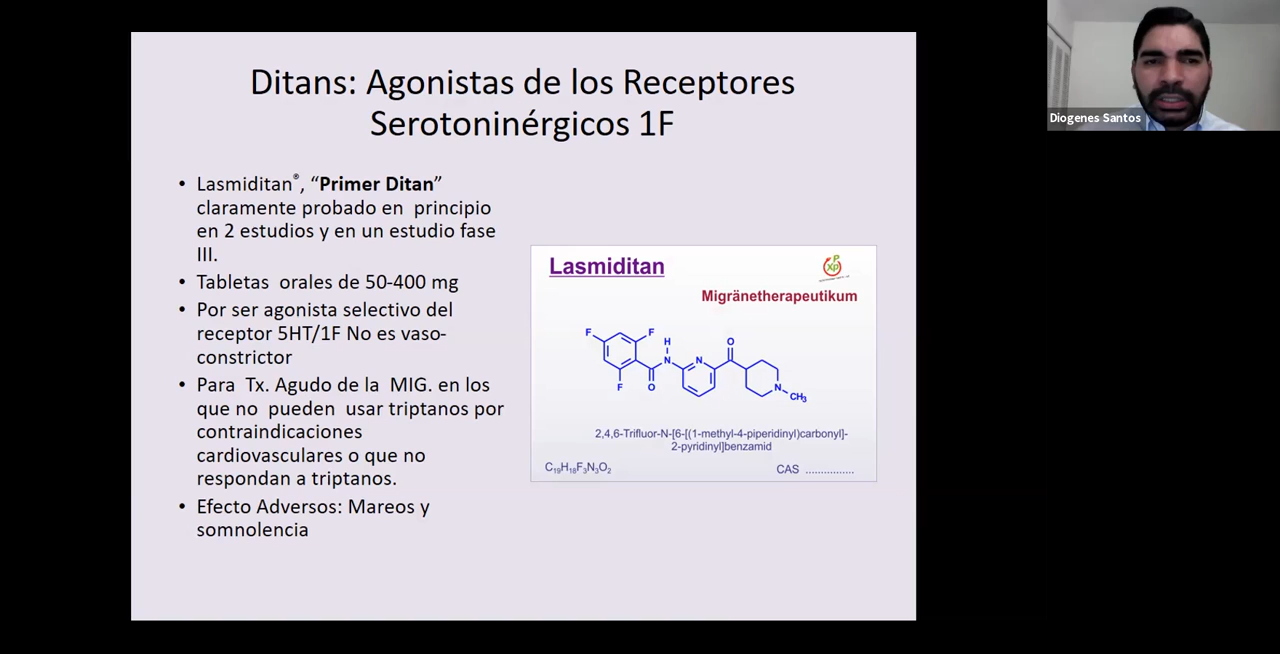 Ditans: Agonistas de los Receptores
Serotoninérgicos 1F
• Lasmiditan®, “Primer Ditan”
claramente probado en  principio
en 2 estudios y en un estudio fase
III.
• Tabletas  orales de 50-400 mg
• Por ser agonista selectivo del
receptor 5HT/1F No es vaso-
constrictor
• Para  Tx. Agudo de la  MIG. en los
que no  pueden  usar triptanos por
contraindicaciones
cardiovasculares o que no
respondan a triptanos.
• Efecto Adversos: Mareos y
somnolencia
Lasmiditan
P
XP
Migränetherapeutikum
F
F
H
N
N
O
F
O
N
CH3
2,4,6-Trifluor-N-[6-[(1-methyl-4-piperidinyl)carbonyl]-
2-pyridinyl]benzamid
C19H18F3N3O2
CAS ...............
Diogenes Santos